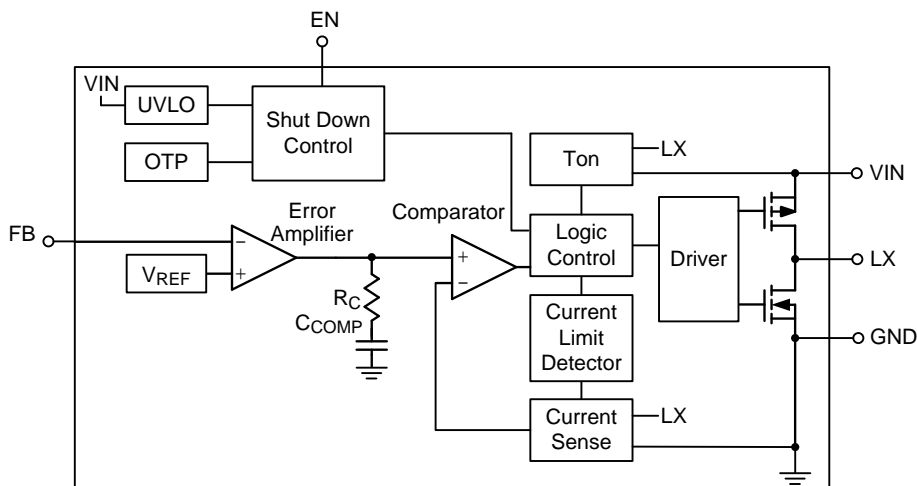 EN
VIN
UVLO
Shut Down
Control
OTP
Ton
LX
VIN
FB
Error
Amplifier
Comparator
Logic
Control
Driver
LX
VREF
RC
CCOMP
Current
Limit
Detector
GND
Current
Sense
LX